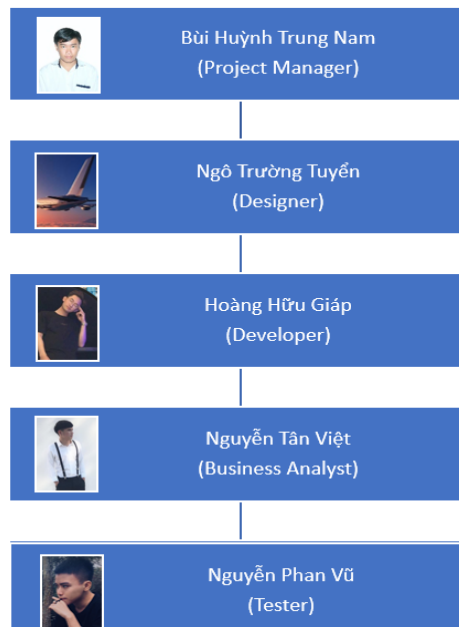 Bùi Huỳnh Trung Nam
(Project Manager)
Ngô Trường Tuyển
(Designer)
Hoàng Hữu Giáp
(Developer)
Nguyễn Tân Việt
(Business Analyst)
Nguyễn Phan Vũ
(Tester)